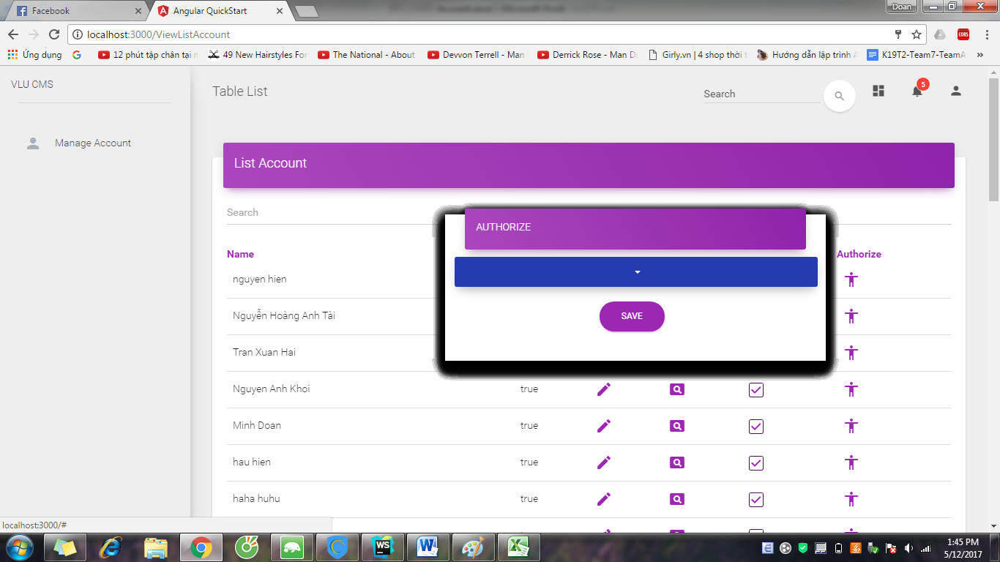 Facebook
Angular QuickStart
Doan
localhost:3000/ViewListAccount
CORS
Ứng dụng
12 phút tập chân tại n
49 New Hairstyles For
The National - About
Devvon Terrell - Man
Derrick Rose - Man Do
Girly.vn | 4 shop thời t
Hướng dẫn lập trình A
K19T2-Team7-TeamA
VLU CMS
Table List
Search
5
Manage Account
List Account
Search
AUTHORIZE
SAVE
Name
Authorize
nguyen hien
Nguyễn Hoàng Anh Tài
Tran Xuan Hai
Nguyen Anh Khoi true
Minh Doan true
hau hien true
haha huhu true
localhost:3000/#
WS
1:45 PM
5/12/2017